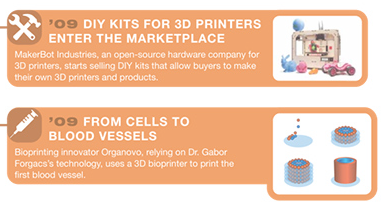 '09 DIY KITS FOR 3D PRINTERS
ENTER THE MARKETPLACE
MakerBot Industries, an open-source hardware company for
3D printers, starts selling DIY kits that allow buyers to make
their own 3D printers and products.
'09 FROM CELLS TO
BLOOD VESSELS
Bioprinting innovator Organovo, relying on Dr. Gabor
Forgacs's technology, uses a 3D bioprinter to print the
first blood vessel.